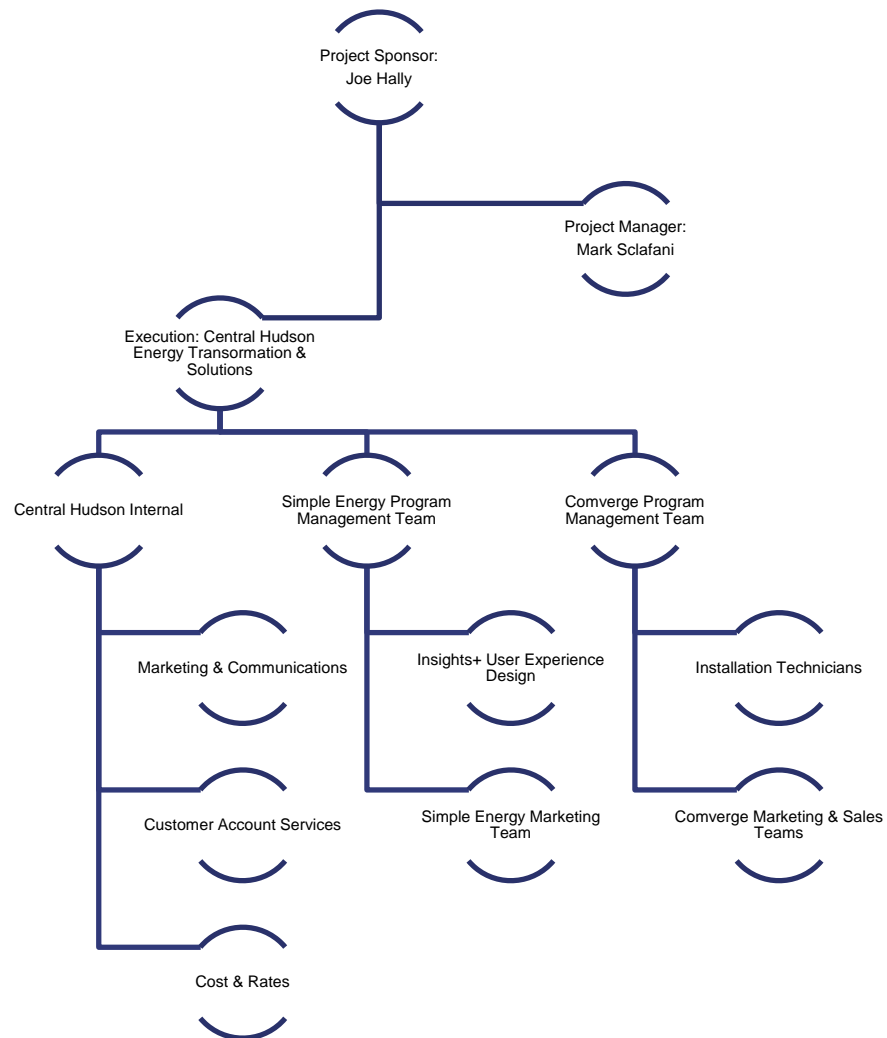 Project Sponsor:
Joe Hally
Project Manager:
Mark Sclafani
Execution: Central Hudson
Energy Transormation &
Solutions
Central Hudson Internal
Simple Energy Program
Management Team
Comverge Program
Management Team
Marketing & Communications
Insights+ User Experience
Design
Installation Technicians
Customer Account Services
Simple Energy Marketing
Team
Comverge Marketing & Sales
Teams
Cost & Rates